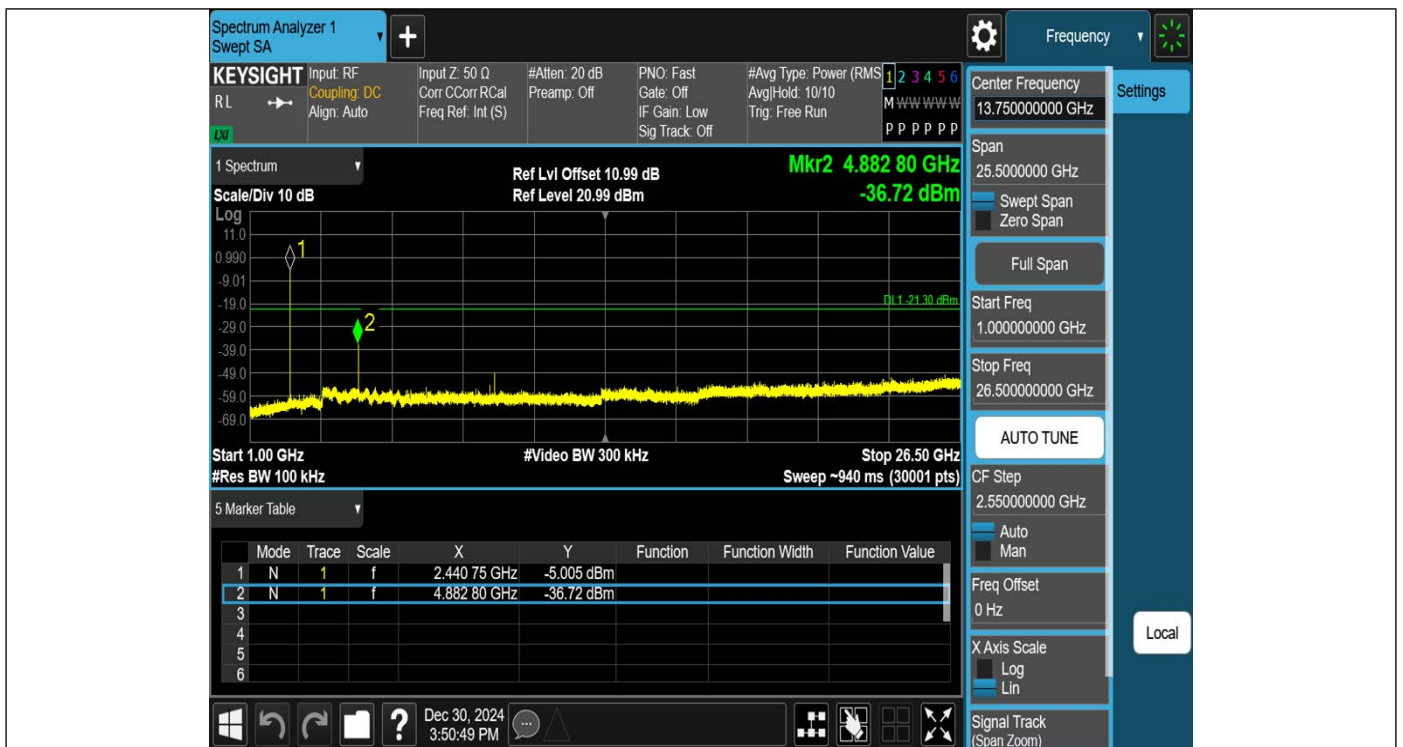 Spectrum Analyzer 1
Swept SA
Frequency
KEYSIGHT
RL
LXI
Input: RF
Coupling: DC
Align: Auto
Input Z: 50 Ω
Corr CCorr RCal
Freq Ref: Int (S)
#Atten: 20 dB
Preamp: Off
PNO: Fast
Gate: Off
IF Gain: Low
Sig Track: Off
#Avg Type: Power (RMS
Avg|Hold: 10/10
Trig: Free Run
1 2 3 4 5 6
M W W W W W
P P P P P P
1 Spectrum
Scale/Div 10 dB
Ref Lvl Offset 10.99 dB
Ref Level 20.99 dBm
Mkr2 4.882 80 GHz
-36.72 dBm
Log
11.0
0.990
-9.01
-19.0
-29.0
-39.0
-49.0
-59.0
-69.0
1
2
DL1 -21.30 dBm
Start 1.00 GHz
#Res BW 100 kHz
#Video BW 300 kHz
Stop 26.50 GHz
Sweep ~940 ms (30001 pts)
5 Marker Table
Mode Trace Scale X Y Function Function Width Function Value
1 N 1 f 2.440 75 GHz -5.005 dBm
2 N 1 f 4.882 80 GHz -36.72 dBm
3
4
5
6
?
Dec 30, 2024
3:50:49 PM
Center Frequency
13.750000000 GHz
Settings
Span
25.5000000 GHz
Swept Span
Zero Span
Full Span
Start Freq
1.000000000 GHz
Stop Freq
26.500000000 GHz
AUTO TUNE
CF Step
2.550000000 GHz
Auto
Man
Freq Offset
0 Hz
Local
X Axis Scale
Log
Lin
Signal Track
(Span Zoom)